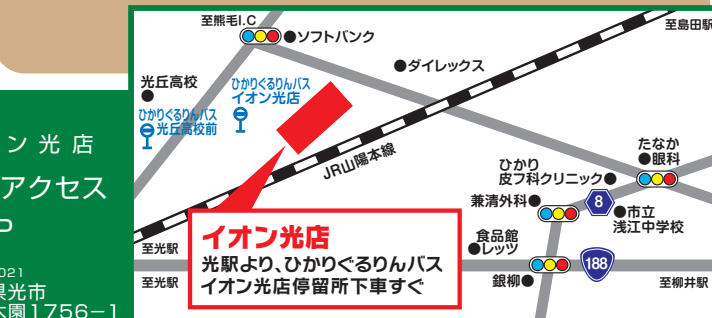 ン光店
アクセス
県光市
園1756−1
至熊毛I.C
ソフトバンク
至島田駅
ダイレックス
光丘高校
ひかりぐるりんバス
イオン光店
ひかりぐるりんバス
光丘高校前
JR山陽本線
たなか
眼科
ひかり
皮フ科クリニック
兼清外科
8
市立
浅江中学校
至光駅
イオン光店
光駅より、ひかりぐるりんバス
イオン光店停留所下車すぐ
食品館
レッツ
至光駅
銀柳
188
至柳井駅